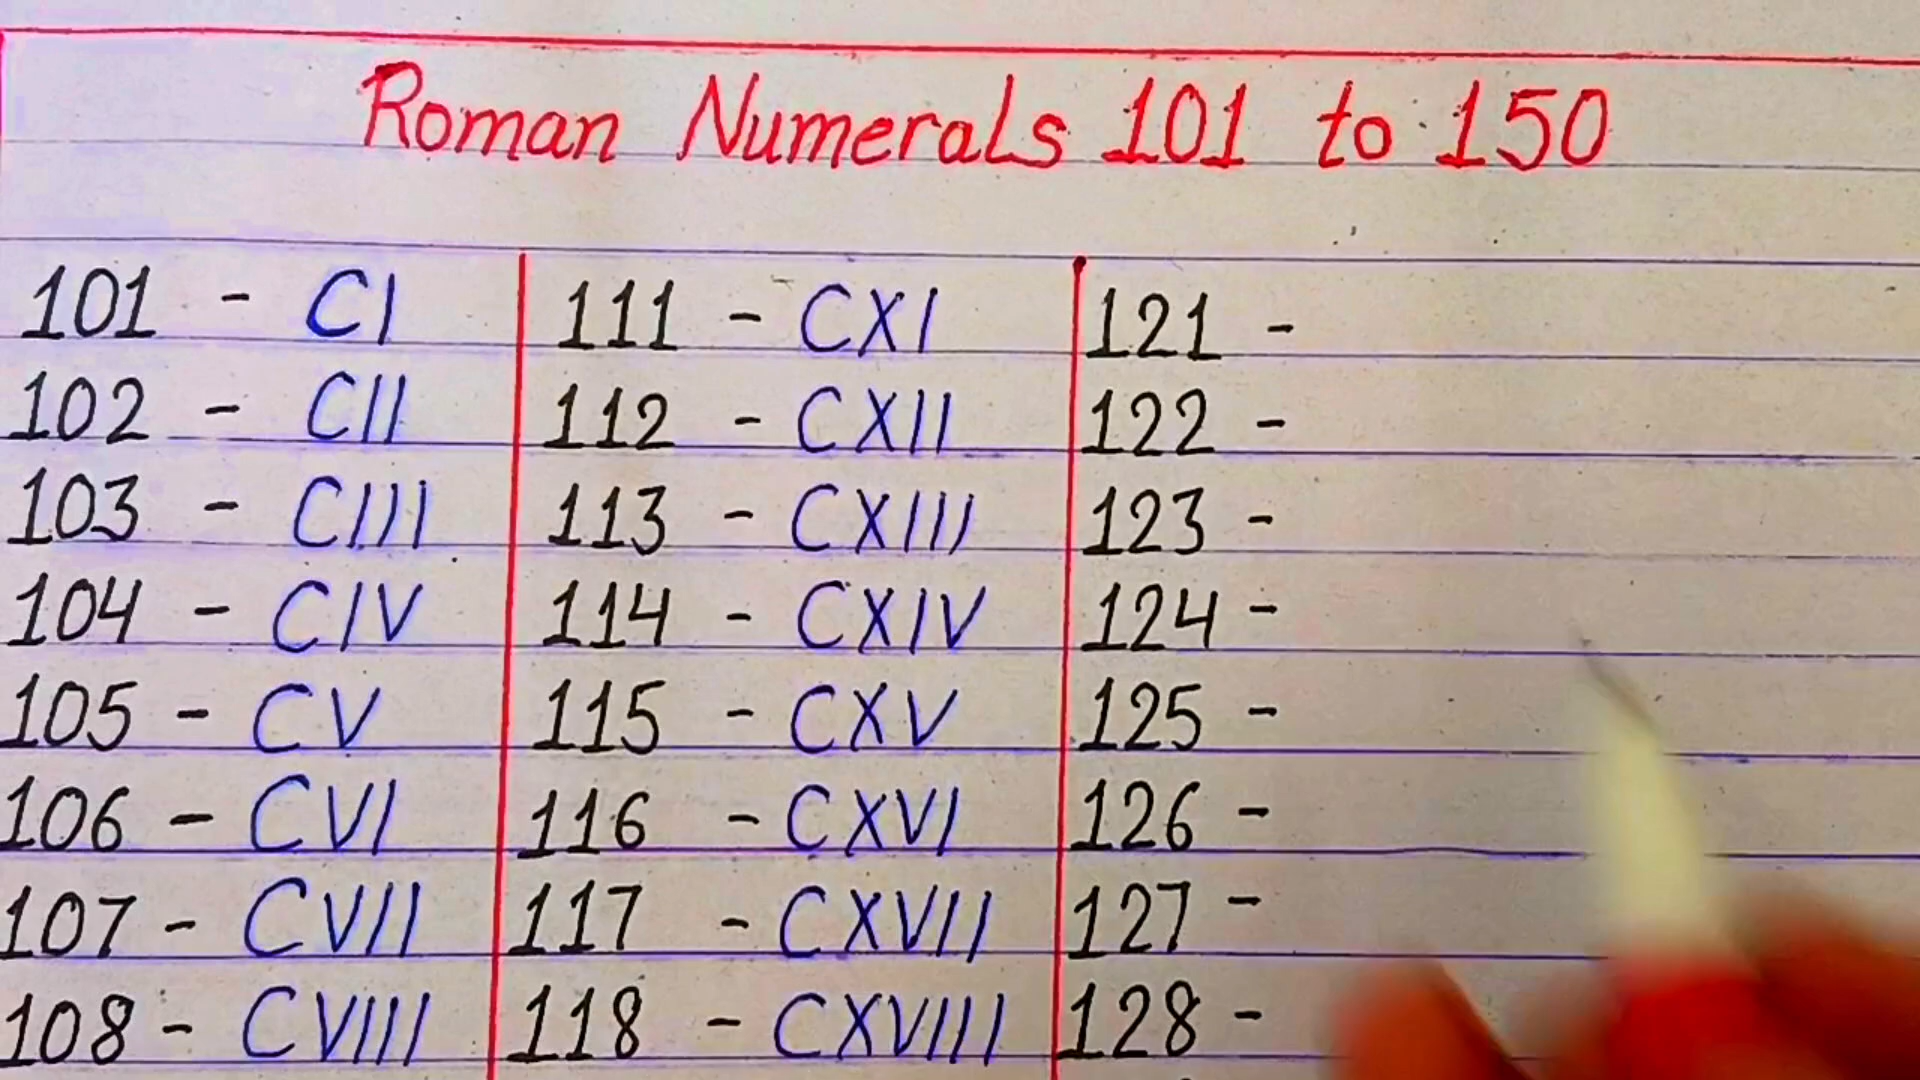 Roman Numerals 101 to 150
101 - CI 111 - CXI 121 -
102 - CII 112 - CXII 122 -
103 - CIII 113 - CXIII 123 -
104 - CIV 114 - CXIV 124 -
105 - CV 115 - CXV 125 -
106 - CVI 116 - CXVI 126 -
107 - CVII 117 - CXVII 127 -
108 - CVIII 118 - CXVIII 128 -